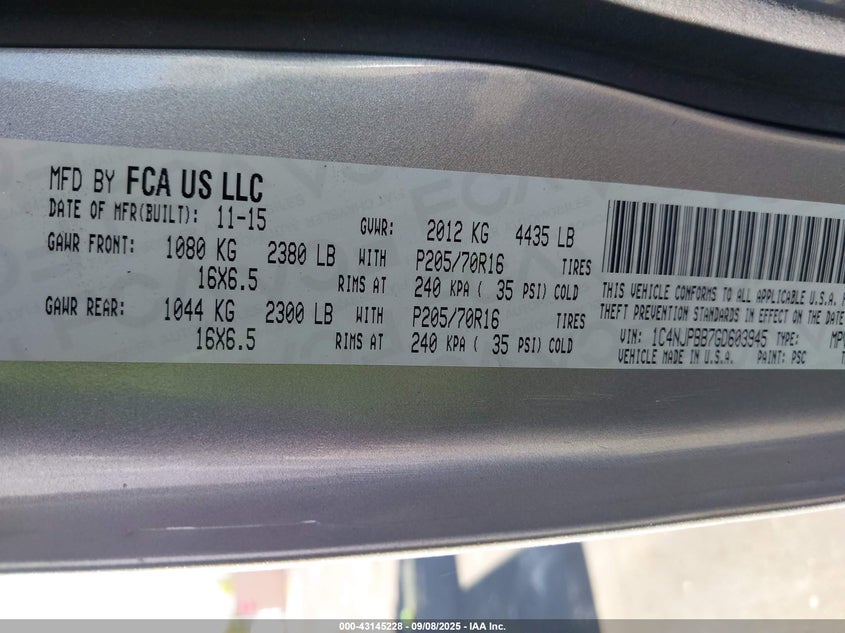 MFD BY FCA US LLC
DATE OF MFR(BUILT): 11-15 GVWR: 2012 KG 4435 LB
GAWR FRONT: 1080 KG 2380 LB WITH P205/70R16 TIRES
16X6.5 RIMS AT 240 KPA ( 35 PSI) COLD
GAWR REAR: 1044 KG 2300 LB WITH P205/70R16 TIRES
16X6.5 RIMS AT 240 KPA ( 35 PSI) COLD
THIS VEHICLE CONFORMS TO ALL APPLICABLE U.S.A.
THEFT PREVENTION STANDARDS IN EFFECT ON THE DATE
VIN: 1C4NJPBB7GD603945 TYPE: MPV
VEHICLE MADE IN U.S.A. PAINT: PSC
000-43145228 - 09/08/2025 - IAA Inc.